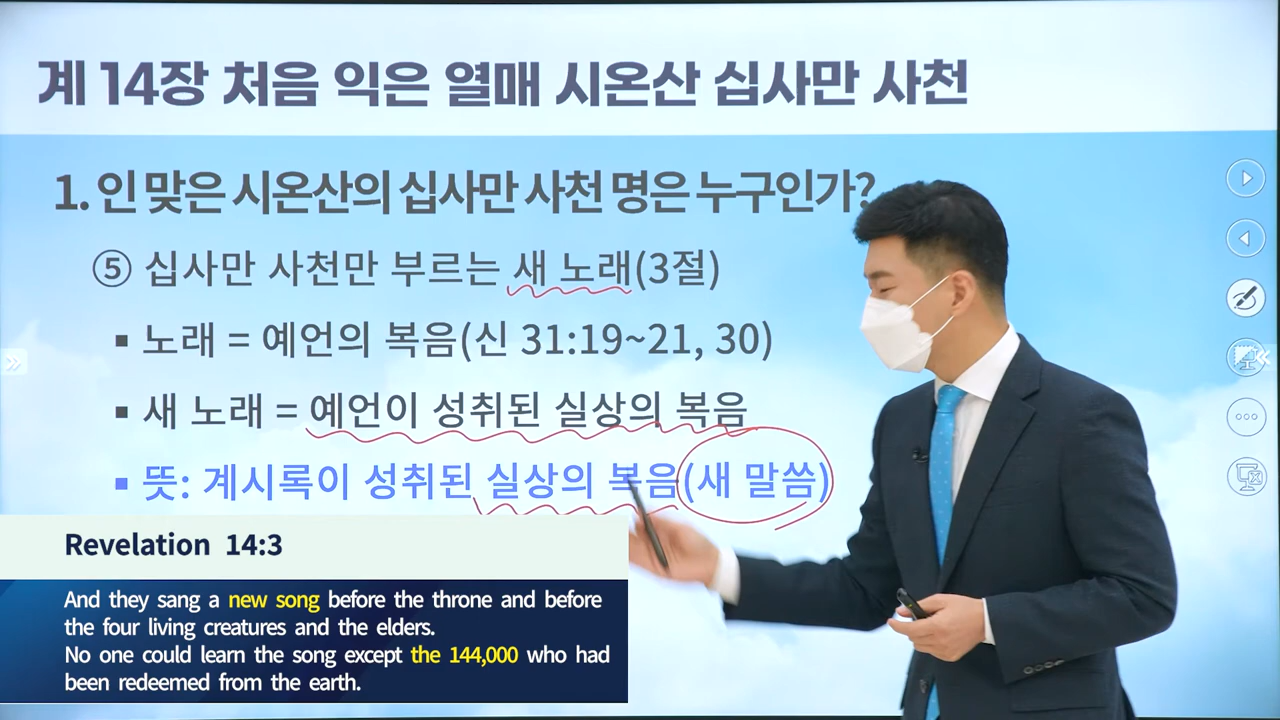 계 14장 처음 익은 열매 시온산 십사만 사천
1. 인 맞은 시온산의 십사만 사천 명은 누구인가?
⑤ 십사만 사천만 부르는 새 노래(3절)
▪ 노래 = 예언의 복음(신 31:19~21, 30)
▪ 새 노래 = 예언이 성취된 실상의 복음
▪ 뜻: 계시록이 성취된 실상의 복음(새 말씀)
Revelation 14:3
And they sang a new song before the throne and before
the four living creatures and the elders.
No one could learn the song except the 144,000 who had
been redeemed from the earth.